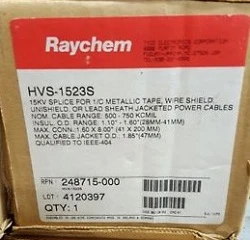 Raychem
HVS-1523S
15KV SPLICE FOR 1/C METALLIC TAPE, WIRE SHIELD
UNISHIELD, OR LEAD SHEATH JACKETED POWER CABLES
NOM. CABLE RANGE: 500 - 750 KCMIL
INSUL. O.D. RANGE: 1.10" - 1.60" (28MM-41MM)
MAX. CONN.: 1.60 X 8.00" (41 X 200 MM)
MAX. CABLE JACKET O.D.: 1.85"(47MM)
QUALIFIED TO IEEE-404
RPN 248715-000
LOT : 4120397
QTY: 1